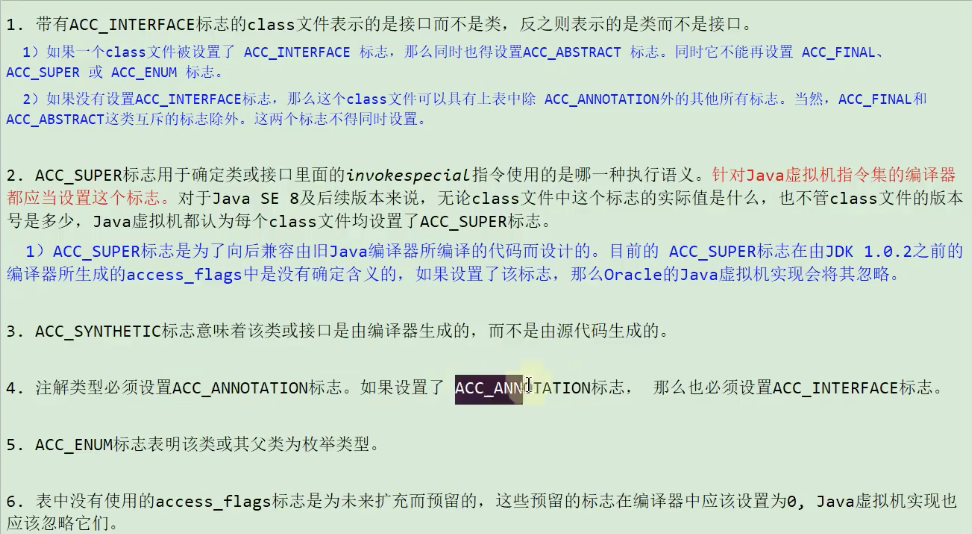 1. 带有ACC_INTERFACE标志的class文件表示的是接口而不是类，反之则表示的是类而不是接口。
1）如果一个class文件被设置了 ACC_INTERFACE 标志，那么同时也得设置ACC_ABSTRACT 标志。同时它不能再设置 ACC_FINAL、
ACC_SUPER 或 ACC_ENUM 标志。
2）如果没有设置ACC_INTERFACE标志，那么这个class文件可以具有上表中除 ACC_ANNOTATION外的其他所有标志。当然，ACC_FINAL和
ACC_ABSTRACT这类互斥的标志除外。这两个标志不得同时设置。
2. ACC_SUPER标志用于确定类或接口里面的invokespecial指令使用的是哪一种执行语义。针对Java虚拟机指令集的编译器
都应当设置这个标志。对于Java SE 8及后续版本来说，无论class文件中这个标志的实际值是什么，也不管class文件的版本
号是多少，Java虚拟机都认为每个class文件均设置了ACC_SUPER标志。
1）ACC_SUPER标志是为了向后兼容由旧Java编译器所编译的代码而设计的。目前的 ACC_SUPER标志在由JDK 1.0.2之前的
编译器所生成的access_flags中是没有确定含义的，如果设置了该标志，那么Oracle的Java虚拟机实现会将其忽略。
3. ACC_SYNTHETIC标志意味着该类或接口是由编译器生成的，而不是由源代码生成的。
4. 注解类型必须设置ACC_ANNOTATION标志。如果设置了 ACC_ANNOTATION标志， 那么也必须设置ACC_INTERFACE标志。
5. ACC_ENUM标志表明该类或其父类为枚举类型。
6. 表中没有使用的access_flags标志是为未来扩充而预留的，这些预留的标志在编译器中应该设置为0, Java虚拟机实现也
应该忽略它们。